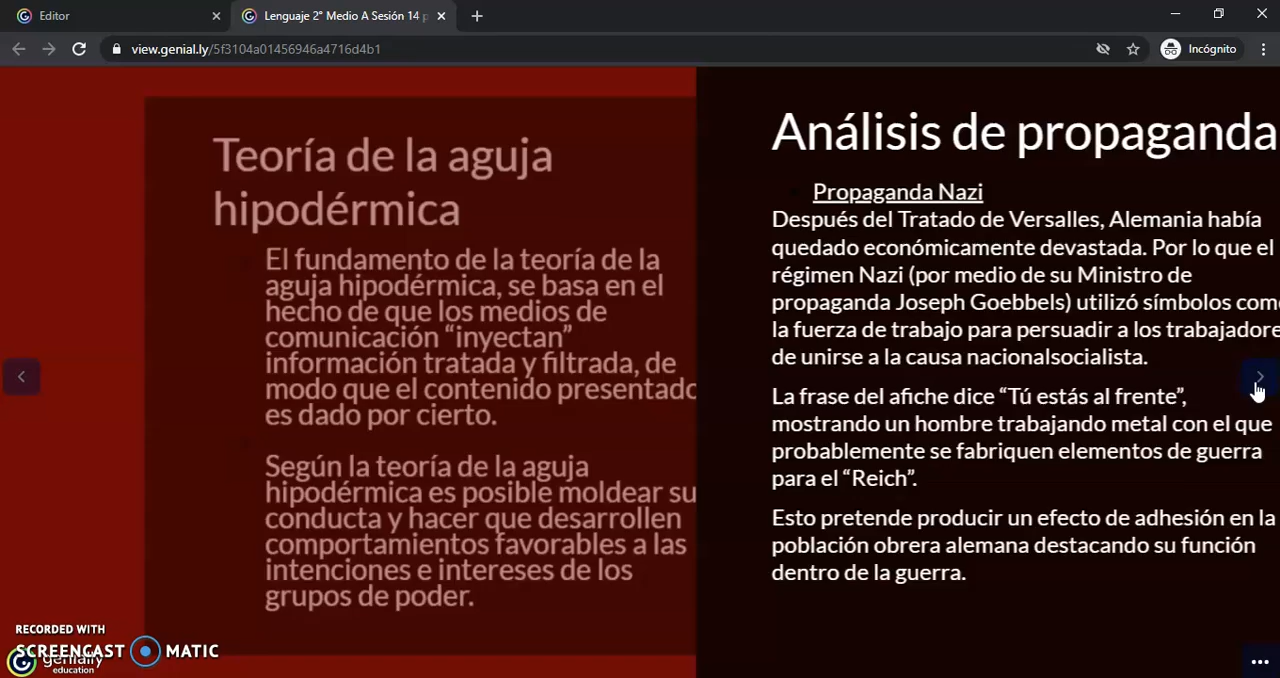 Editor
Lenguaje 2° Medio A Sesión 14 p
view.genial.ly/5f3104a01456946a4716d4b1
Incógnito
Teoría de la aguja
hipodérmica
El fundamento de la teoría de la
aguja hipodérmica, se basa en el
hecho de que los medios de
comunicación “inyectan”
información tratada y filtrada, de
modo que el contenido presentado
es dado por cierto.
Según la teoría de la aguja
hipodérmica es posible moldear su
conducta y hacer que desarrollen
comportamientos favorables a las
intenciones e intereses de los
grupos de poder.
Análisis de propaganda
Propaganda Nazi
Después del Tratado de Versalles, Alemania había
quedado económicamente devastada. Por lo que el
régimen Nazi (por medio de su Ministro de
propaganda Joseph Goebbels) utilizó símbolos como
la fuerza de trabajo para persuadir a los trabajadore
de unirse a la causa nacionalsocialista.
La frase del afiche dice “Tú estás al frente”,
mostrando un hombre trabajando metal con el que
probablemente se fabriquen elementos de guerra
para el “Reich”.
Esto pretende producir un efecto de adhesión en la
población obrera alemana destacando su función
dentro de la guerra.
RECORDED WITH
SCREENCAST MATIC
genially
education